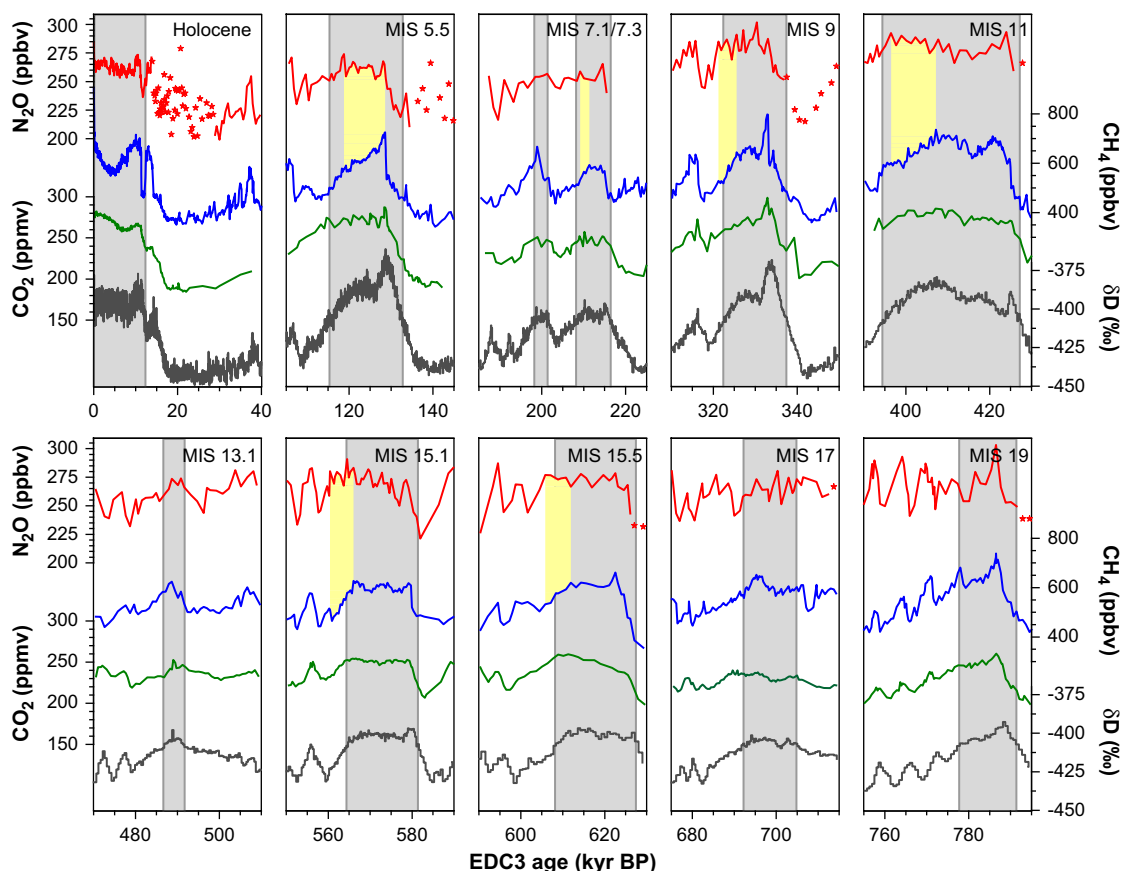 Holocene
MIS 5.5
MIS 7.1/7.3
MIS 9
MIS 11
N2O (ppbv)
300
275
250
225
200
CO2 (ppmv)
300
250
200
150
800
600
400
CH4 (ppbv)
-375
-400
-425
-450
δD (‰)
0 20 40
120 140
200 220
320 340
400 420
MIS 13.1
MIS 15.1
MIS 15.5
MIS 17
MIS 19
N2O (ppbv)
300
275
250
225
200
CO2 (ppmv)
300
250
200
150
800
600
400
CH4 (ppbv)
-375
-400
-425
-450
δD (‰)
480 500
560 580
600 620
680 700
760 780
EDC3 age (kyr BP)